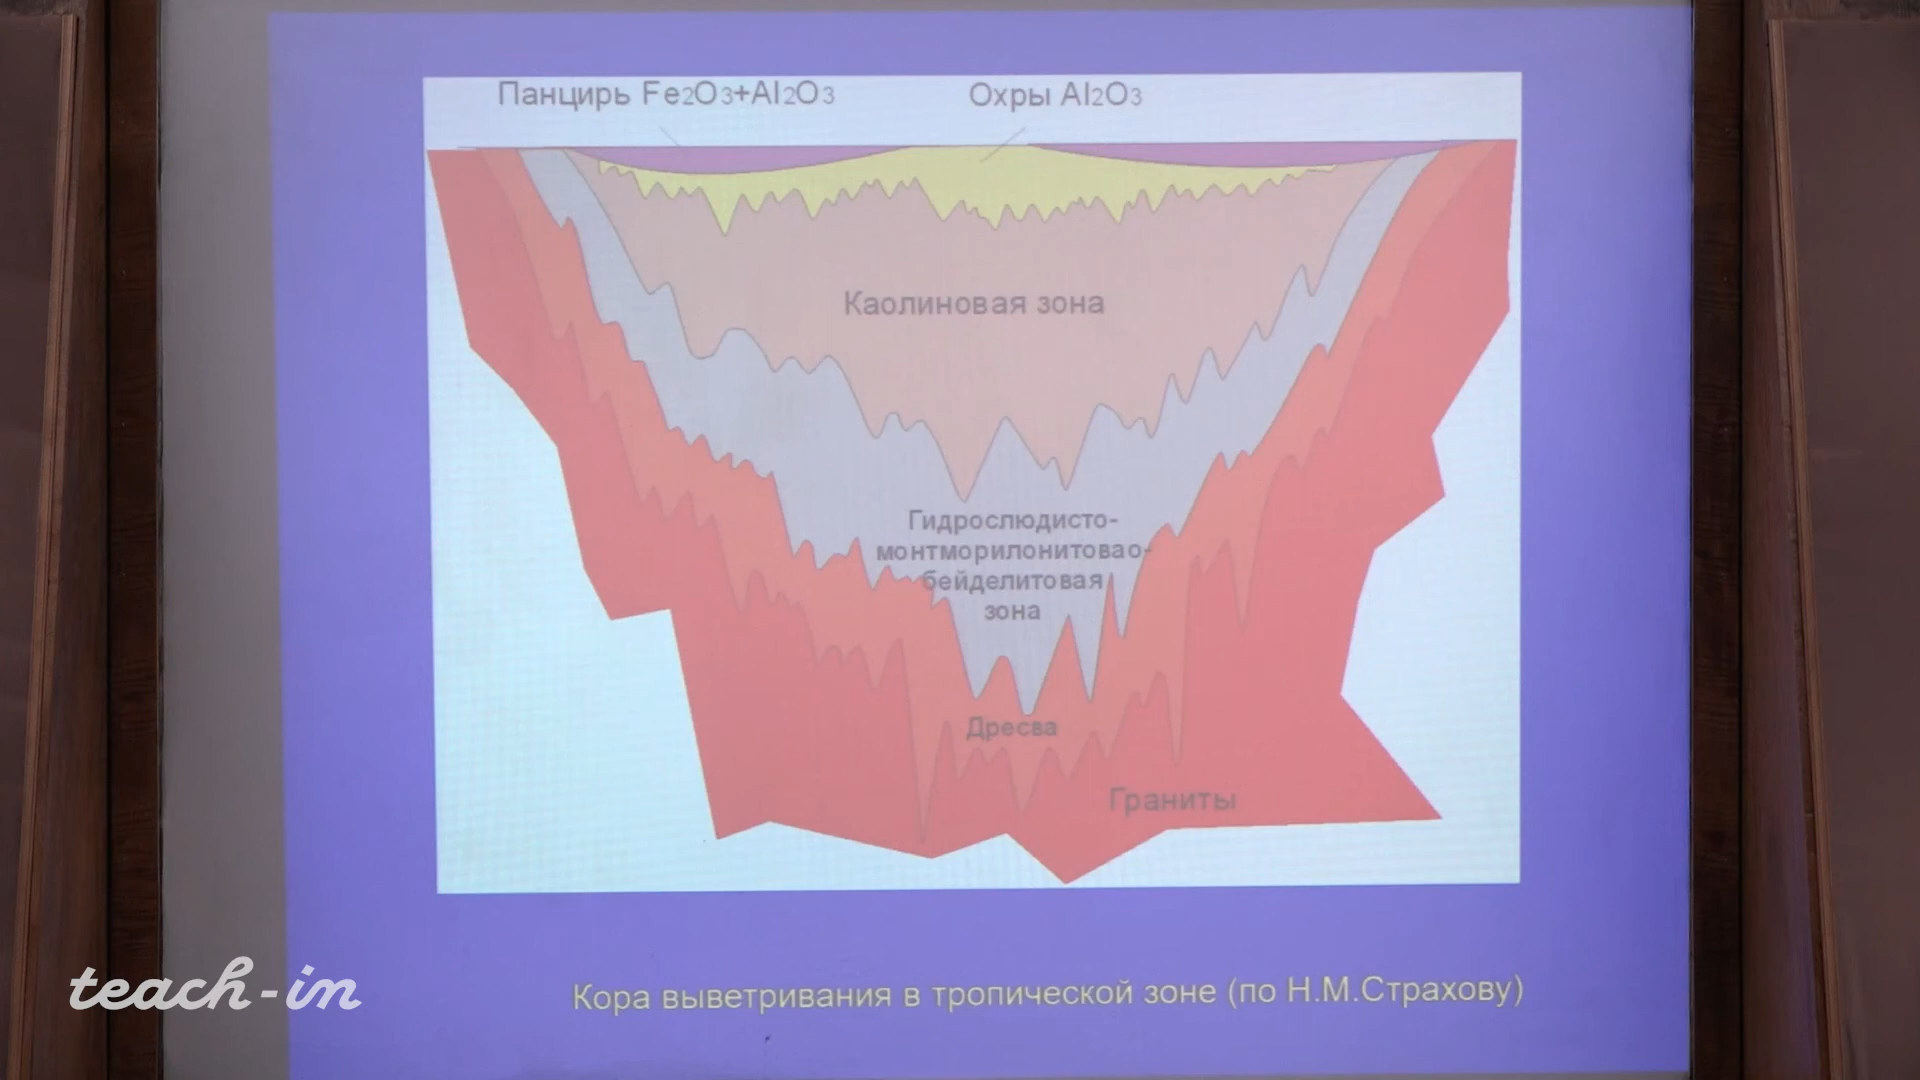 Панцирь Fe2O3+Al2O3
Охры Al2O3
Каолиновая зона
Гидрослюдисто-
монтморилонитовао-
бейделитовая
зона
Дресва
Граниты
Кора выветривания в тропической зоне (по Н.М.Страхову)
teach-in